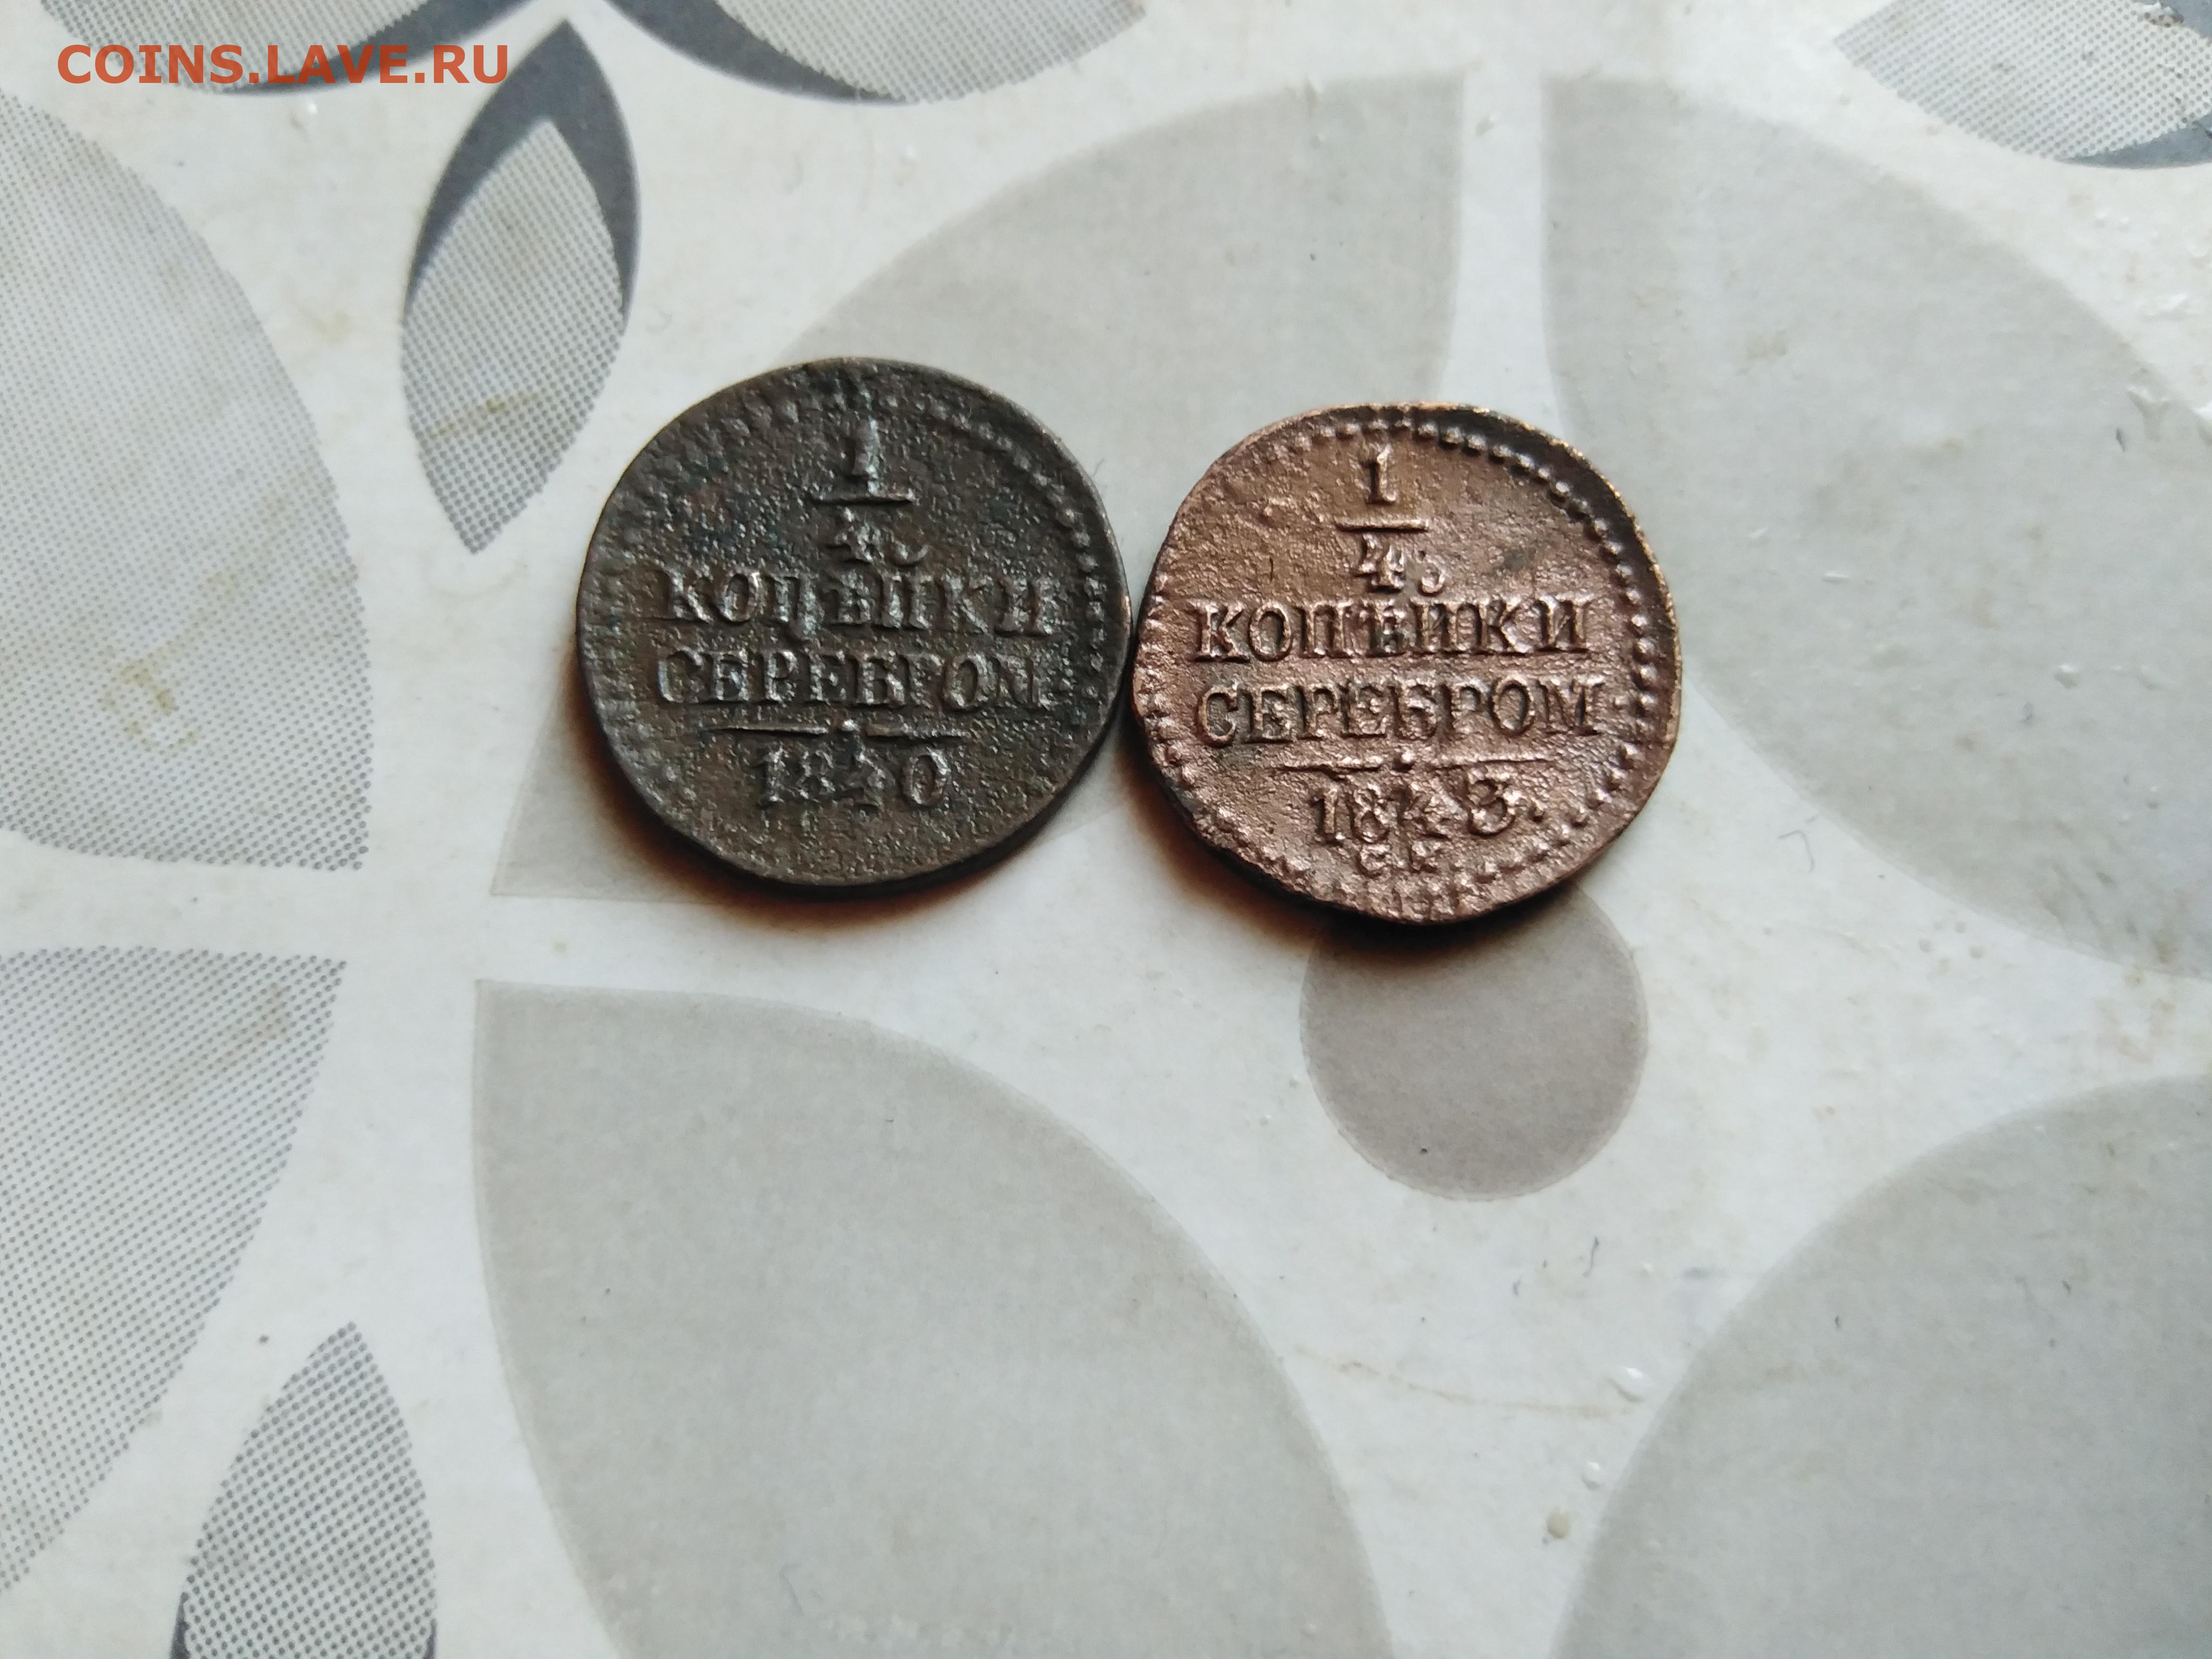 COINS.LAVE.RU
1
4
КОПѢЙКИ
СЕРЕБРОМ
1840
1
4
КОПѢЙКИ
СЕРЕБРОМ
1843.